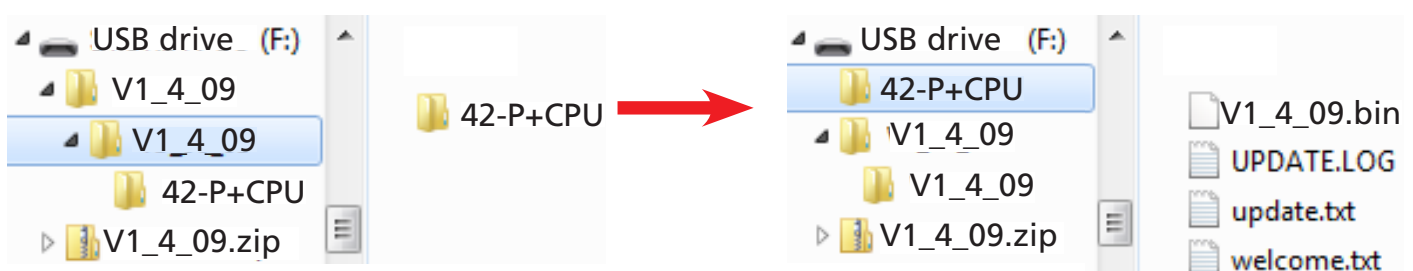 USB drive (F:)
V1_4_09
V1_4_09
42-P+CPU
V1_4_09.zip
42-P+CPU
USB drive (F:)
42-P+CPU
V1_4_09
V1_4_09
V1_4_09.zip
V1_4_09.bin
UPDATE.LOG
update.txt
welcome.txt